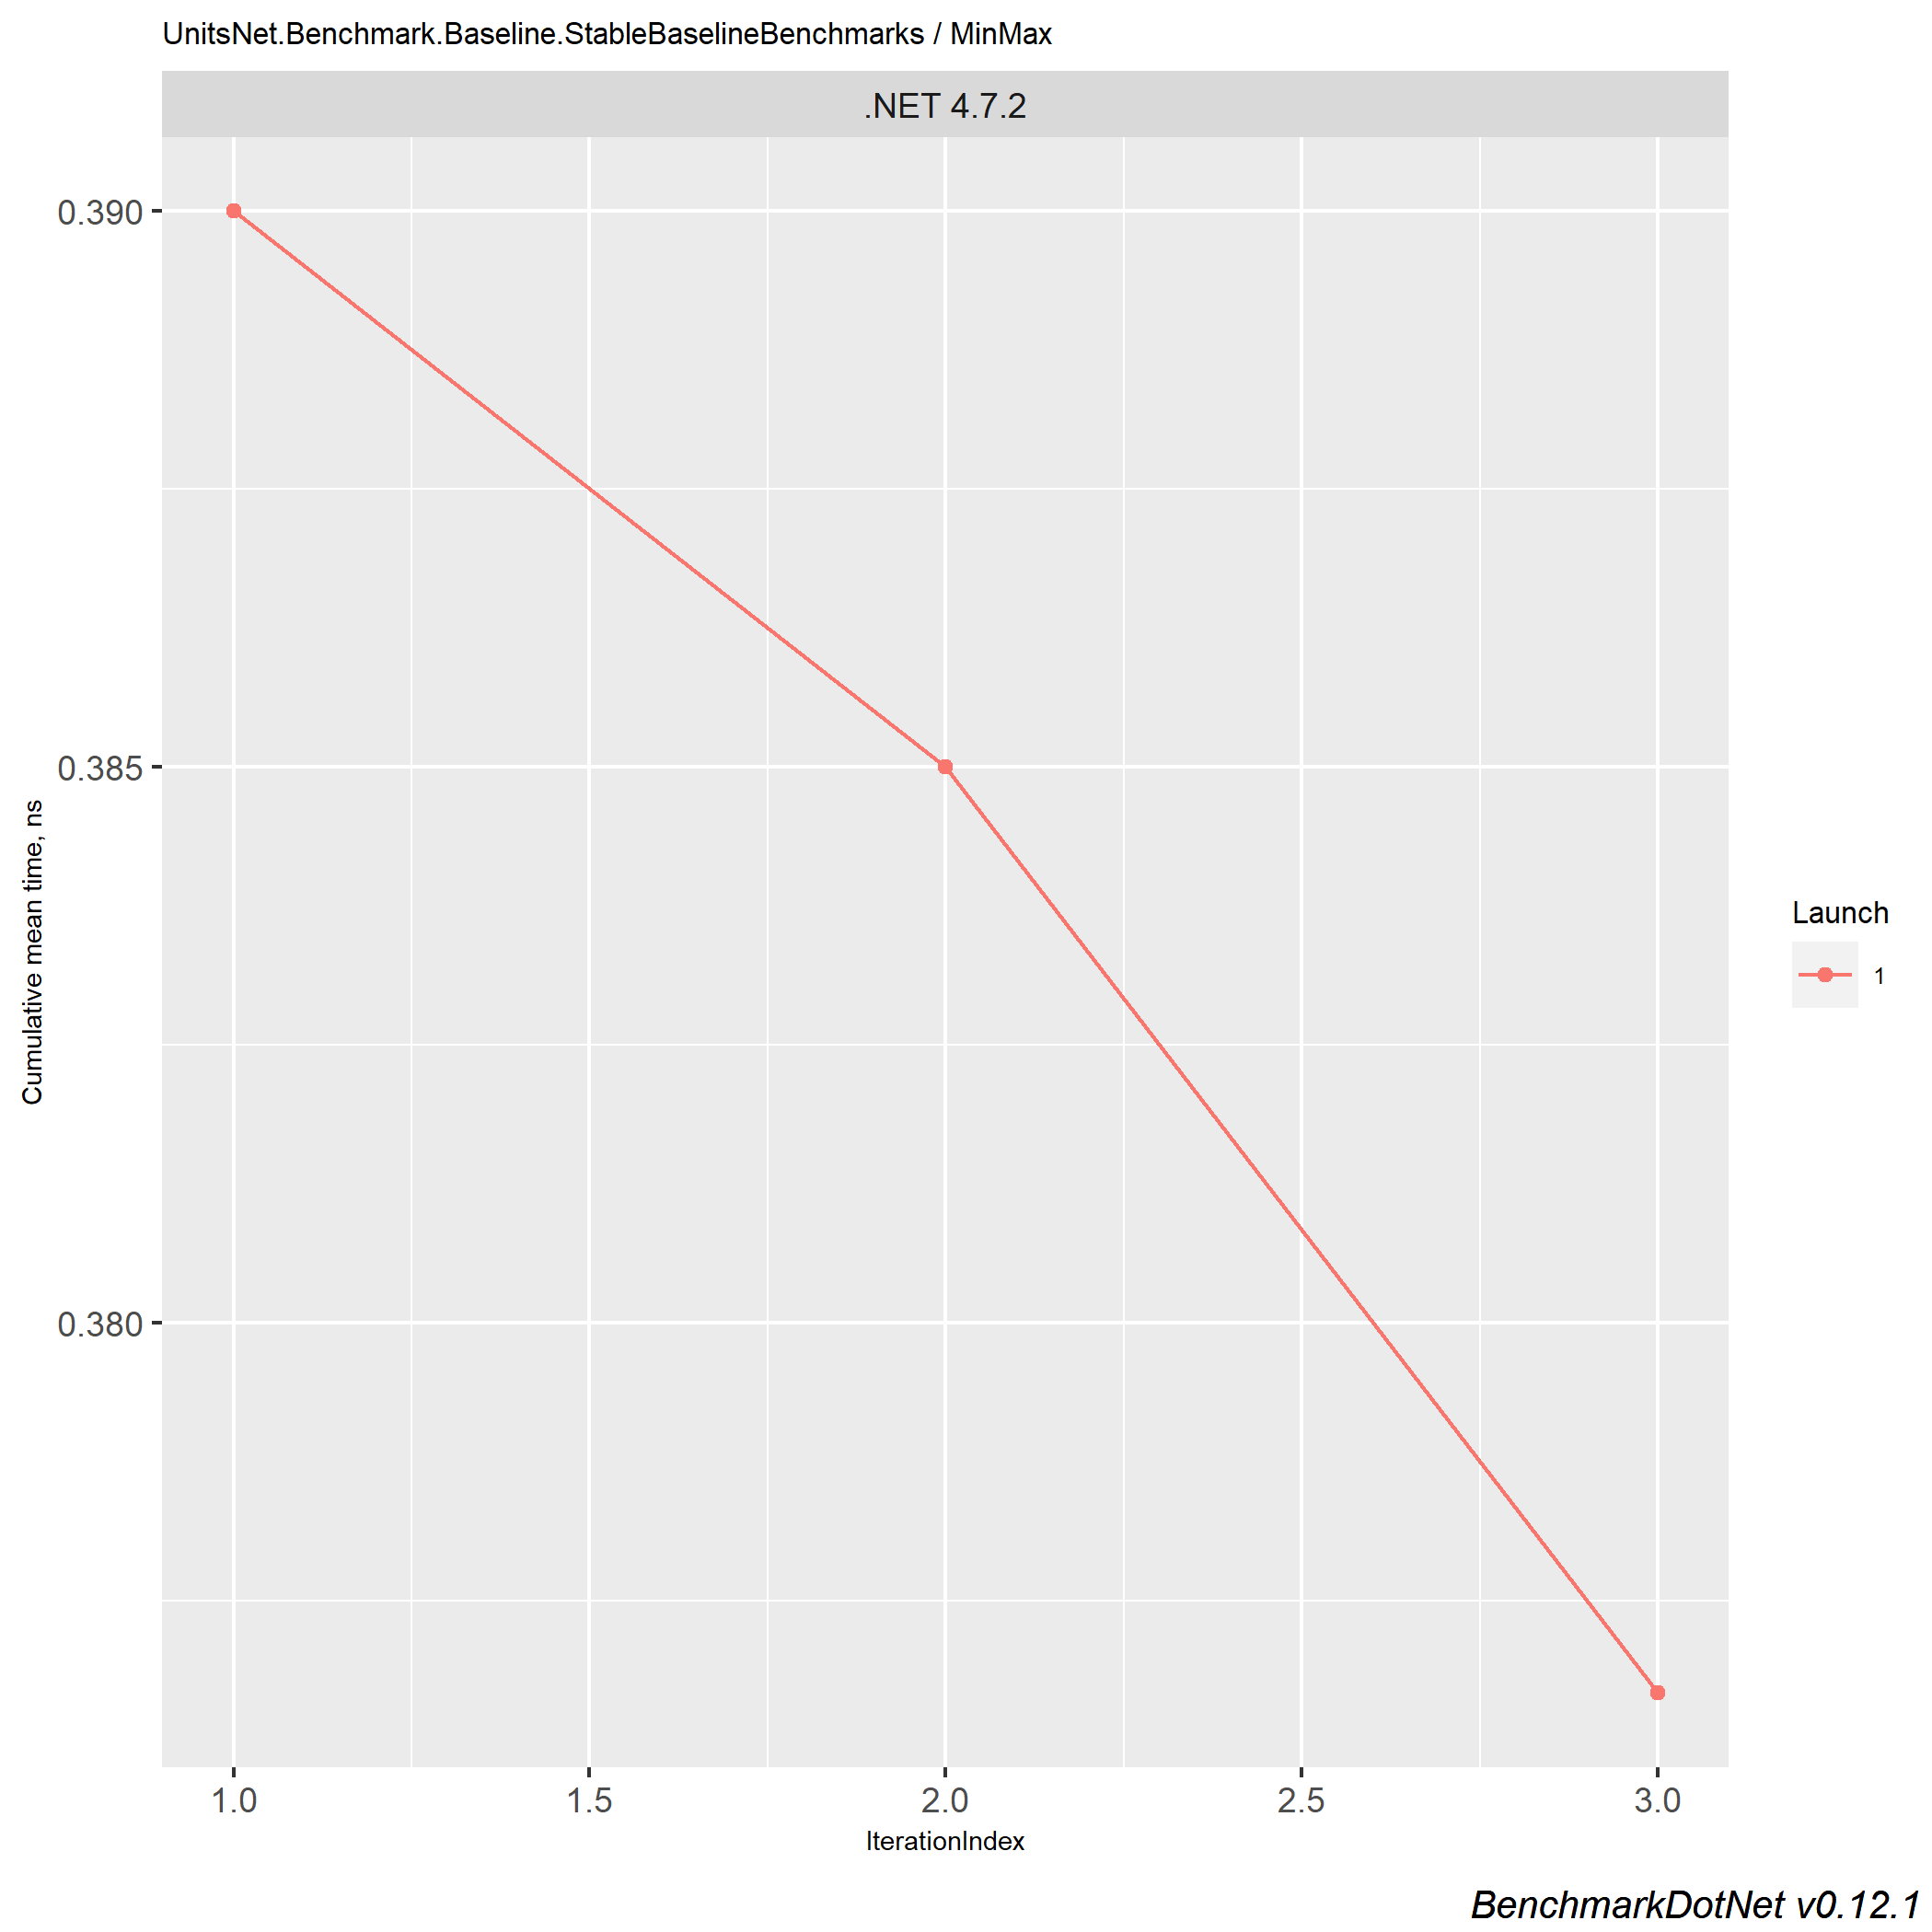 UnitsNet.Benchmark.Baseline.StableBaselineBenchmarks / MinMax
.NET 4.7.2
0.390
0.385
0.380
Cumulative mean time, ns
1.0 1.5 2.0 2.5 3.0
IterationIndex
Launch
1
BenchmarkDotNet v0.12.1